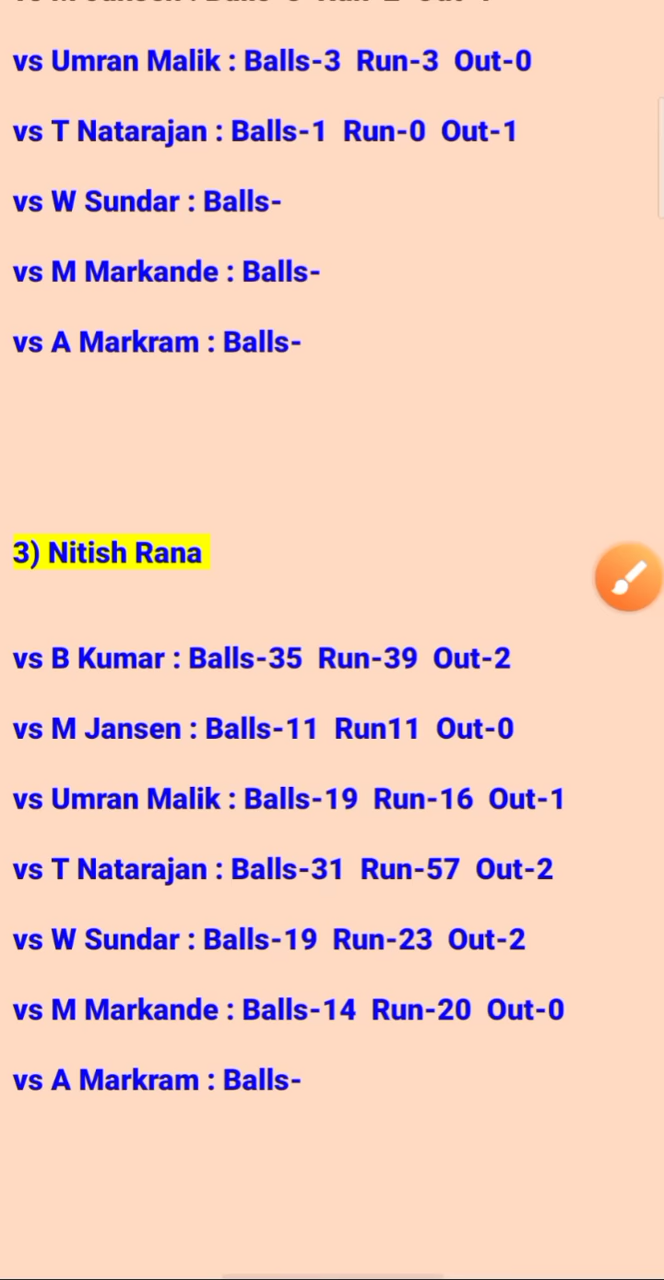 vs Umran Malik : Balls-3 Run-3 Out-0
vs T Natarajan : Balls-1 Run-0 Out-1
vs W Sundar : Balls-
vs M Markande : Balls-
vs A Markram : Balls-
3) Nitish Rana
vs B Kumar : Balls-35 Run-39 Out-2
vs M Jansen : Balls-11 Run11 Out-0
vs Umran Malik : Balls-19 Run-16 Out-1
vs T Natarajan : Balls-31 Run-57 Out-2
vs W Sundar : Balls-19 Run-23 Out-2
vs M Markande : Balls-14 Run-20 Out-0
vs A Markram : Balls-